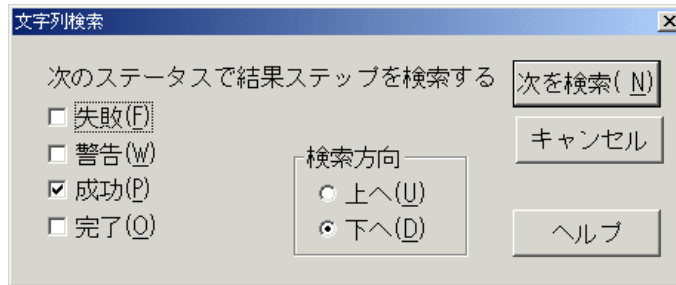 文字列検索
次のステータスで結果ステップを検索する
失敗(F)
警告(W)
成功(P)
完了(O)
検索方向
上へ(U)
下へ(D)
次を検索( N)
キャンセル
ヘルプ